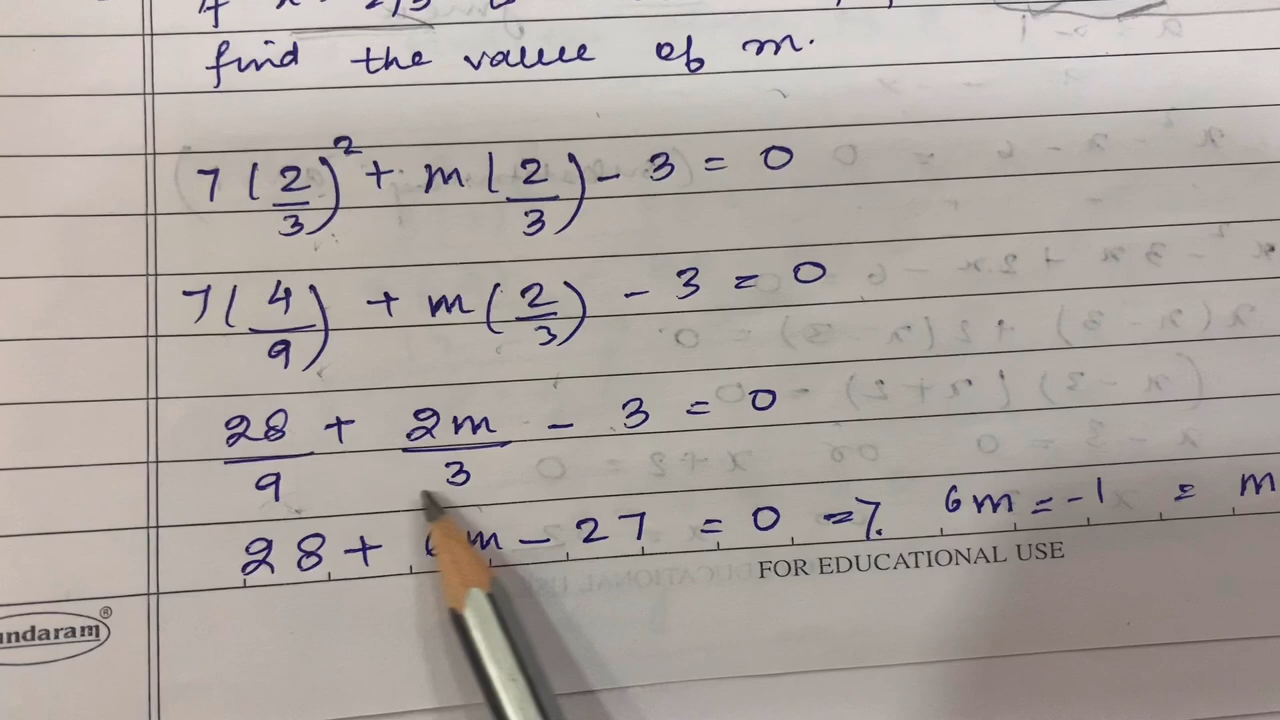 find the value of m.
7(2/3)² + m(2/3) - 3 = 0
7(4/9) + m(2/3) - 3 = 0
28/9 + 2m/3 - 3 = 0
28 + m - 27 = 0 => 6m = -1 = m
FOR EDUCATIONAL USE
ndaram®